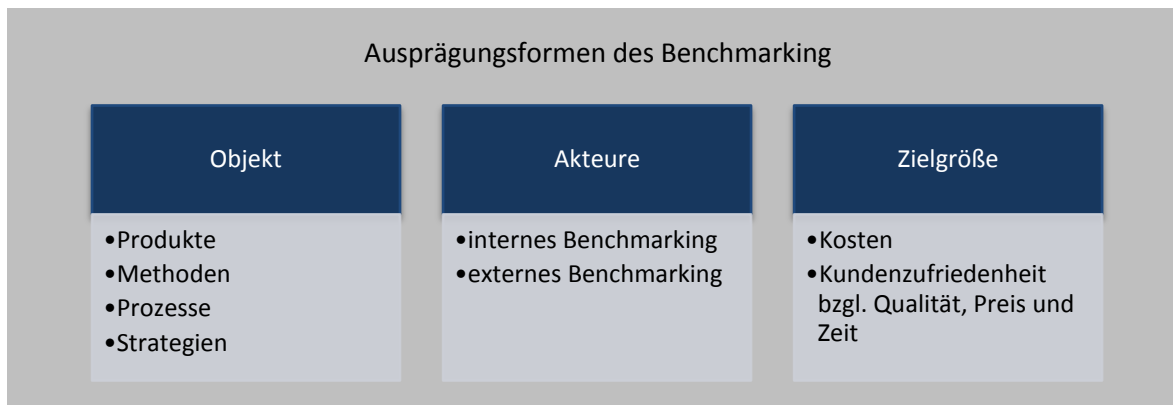 Ausprägungsformen des Benchmarking
Objekt
•Produkte
•Methoden
•Prozesse
•Strategien
Akteure
•internes Benchmarking
•externes Benchmarking
Zielgröße
•Kosten
•Kundenzufriedenheit
bzgl. Qualität, Preis und
Zeit